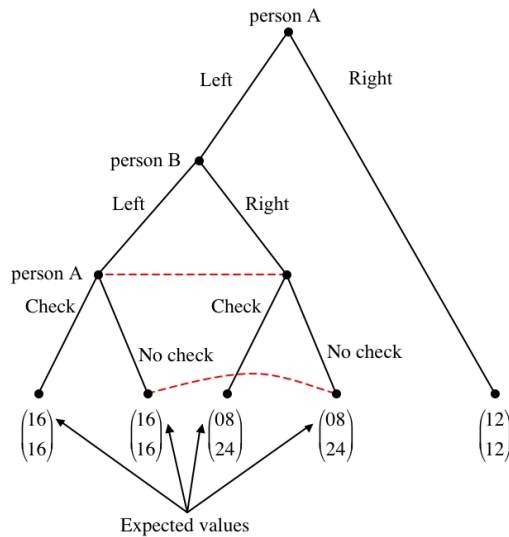 person A
Left
Right
person B
Left
Right
person A
Check
Check
No check
No check
(16 16)
(16 16)
(08 24)
(08 24)
(12 12)
Expected values